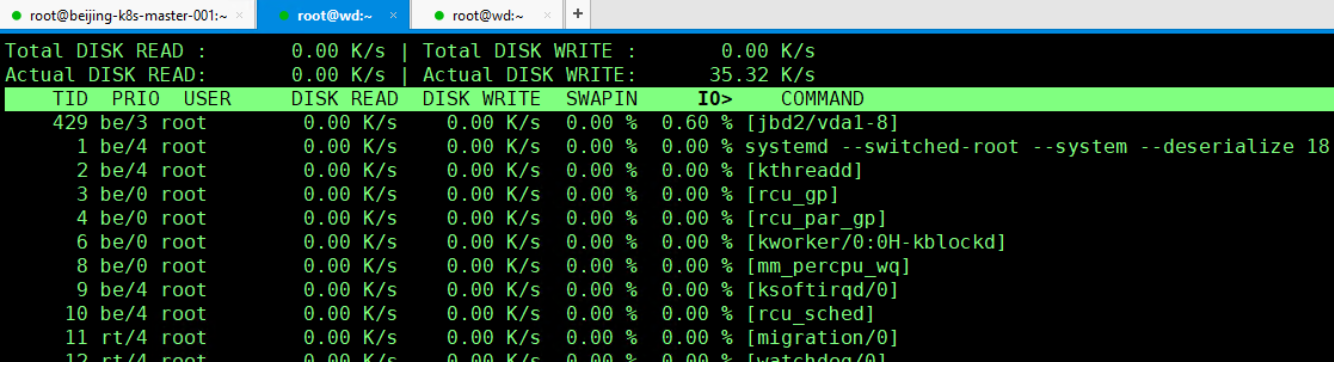 root@beijing-k8s-master-001:~ × root@wd:~ × root@wd:~ × +
Total DISK READ : 0.00 K/s | Total DISK WRITE : 0.00 K/s
Actual DISK READ: 0.00 K/s | Actual DISK WRITE: 35.32 K/s
TID PRIO USER DISK READ DISK WRITE SWAPIN IO> COMMAND
429 be/3 root 0.00 K/s 0.00 K/s 0.00 % 0.60 % [jbd2/vda1-8]
1 be/4 root 0.00 K/s 0.00 K/s 0.00 % 0.00 % systemd --switched-root --system --deserialize 18
2 be/4 root 0.00 K/s 0.00 K/s 0.00 % 0.00 % [kthreadd]
3 be/0 root 0.00 K/s 0.00 K/s 0.00 % 0.00 % [rcu_gp]
4 be/0 root 0.00 K/s 0.00 K/s 0.00 % 0.00 % [rcu_par_gp]
6 be/0 root 0.00 K/s 0.00 K/s 0.00 % 0.00 % [kworker/0:0H-kblockd]
8 be/0 root 0.00 K/s 0.00 K/s 0.00 % 0.00 % [mm_percpu_wq]
9 be/4 root 0.00 K/s 0.00 K/s 0.00 % 0.00 % [ksoftirqd/0]
10 be/4 root 0.00 K/s 0.00 K/s 0.00 % 0.00 % [rcu_sched]
11 rt/4 root 0.00 K/s 0.00 K/s 0.00 % 0.00 % [migration/0]
12 rt/4 root 0.00 K/s 0.00 K/s 0.00 % 0.00 % [watchdog/0]